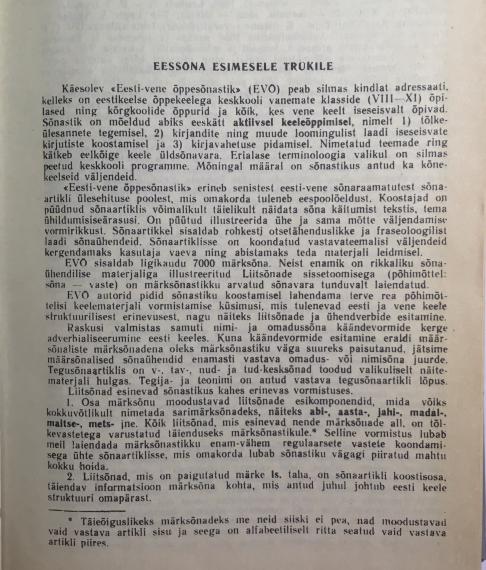 EESSÕNA ESIMESELE TRÜKILE
Käesolev «Eesti-vene õppesõnastik» (EVÕ) peab silmas kindlat adressaati,
kelleks on eestikeelse õppekeelega keskkooli vanemate klasside (VIII—XI) õpi-
lased ning kõrgkoolide õppurid ja kõik, kes vene keelt iseseisvalt õpivad.
Sõnastik on mõeldud abiks eeskätt aktiivsel keeleõppimisel, nimelt 1) tõlke-
ülesannete tegemisel, 2) kirjandite ning muude loomingulist laadi iseseisvate
kirjutiste koostamisel ja 3) kirjavahetuse pidamisel. Nimetatud teemade ring
kätkeb eelkõige keele üldsõnavara. Erialase terminoloogia valikul on silmas
peetud keskkooli programme. Mõningal määral on sõnastikus antud ka kõne-
keelseid väljendeid.
«Eesti-vene õppesõnastik» erineb senistest eesti-vene sõnaraamatutest sõna-
artikli ülesehituse poolest, mis omakorda tuleneb eespoolöeldust. Koostajad on
püüdnud sõnaartiklis võimalikult täielikult näidata sõna käitumist tekstis, tema
ühildumisiseärasusi. On püütud illustreerida ühe ja sama mõtte väljendamise
vormirikkust. Sõnaartikkel sisaldab rohkesti otsetähenduslikke ja fraseoloogilist
laadi sõnaühendeid. Sõnaartiklisse on koondatud vastavateemalisi väljendeid
kergendamaks kasutaja vaeva ning abistamaks teda materjali leidmisel.
EVÕ sisaldab ligikaudu 7000 märksõna. Neist enamik on rikkaliku sõna-
ühendilise materjaliga illustreeritud Liitsõnade sissetoomisega (põhimõttel:
sõna — vaste) on märksõnastikku arvatud sõnavara tunduvalt laiendatud.
EVÕ autorid pidid sõnastiku koostamisel lahendama terve rea põhimõt-
telisi keelematerjali vormistamise küsimusi, mis tulenevad eesti ja vene keele
struktuurilisest erinevusest, nagu näiteks liitsõnade ja ühendverbide esitamine.
Raskusi valmistas samuti nimi- ja omadussõna käändevormide kerge
adverbialiseerumine eesti keeles. Kuna käändevormide esitamine eraldi määr-
sõnaliste märksõnadena oleks märksõnastiku väga suureks paisutanud, jätsime
määrsõnalised sõnaühendid enamasti vastava omadus- või nimisõna juurde.
Tegusõnaartiklis on v-, tav-, nud- ja tud-kesksõnad toodud valikuliselt näite-
materjali hulgas. Tegija- ja teonimi on antud vastava tegusõnaartikli lõpus.
Liitsõnad esinevad sõnastikus kahes erinevas vormistuses.
1. Osa märksõnu moodustavad liitsõnade esikomponendid, mida võiks
kokkuvõtlikult nimetada sarimärksõnadeks, näiteks abi-, aasta-, jahi-, madal-,
maitse-, mets- jne. Kõik liitsõnad, mis esinevad nende märksõnade all, on tõl-
kevastetega varustatud täienduseks märksõnastikule.* Selline vormistus lubab
meil laiendada märksõnastikku enam-vähem regulaarsete vastete koondami-
sega ühte sõnaartiklisse, mis omakorda lubab sõnastiku vägagi piiratud mahtu
kokku hoida.
2. Liitsõnad, mis on paigutatud märke ls. taha, on sõnaartikli koostisosa,
täiendav informatsioon märksõna kohta, mis antud juhul johtub eesti keele
struktuuri omapärast.
* Täieõiguslikeks märksõnadeks me neid siiski ei pea, nad moodustavad
vaid vastava artikli sisu ja seega on alfabeetiliselt ritta seatud vaid vastava
artikli piires.